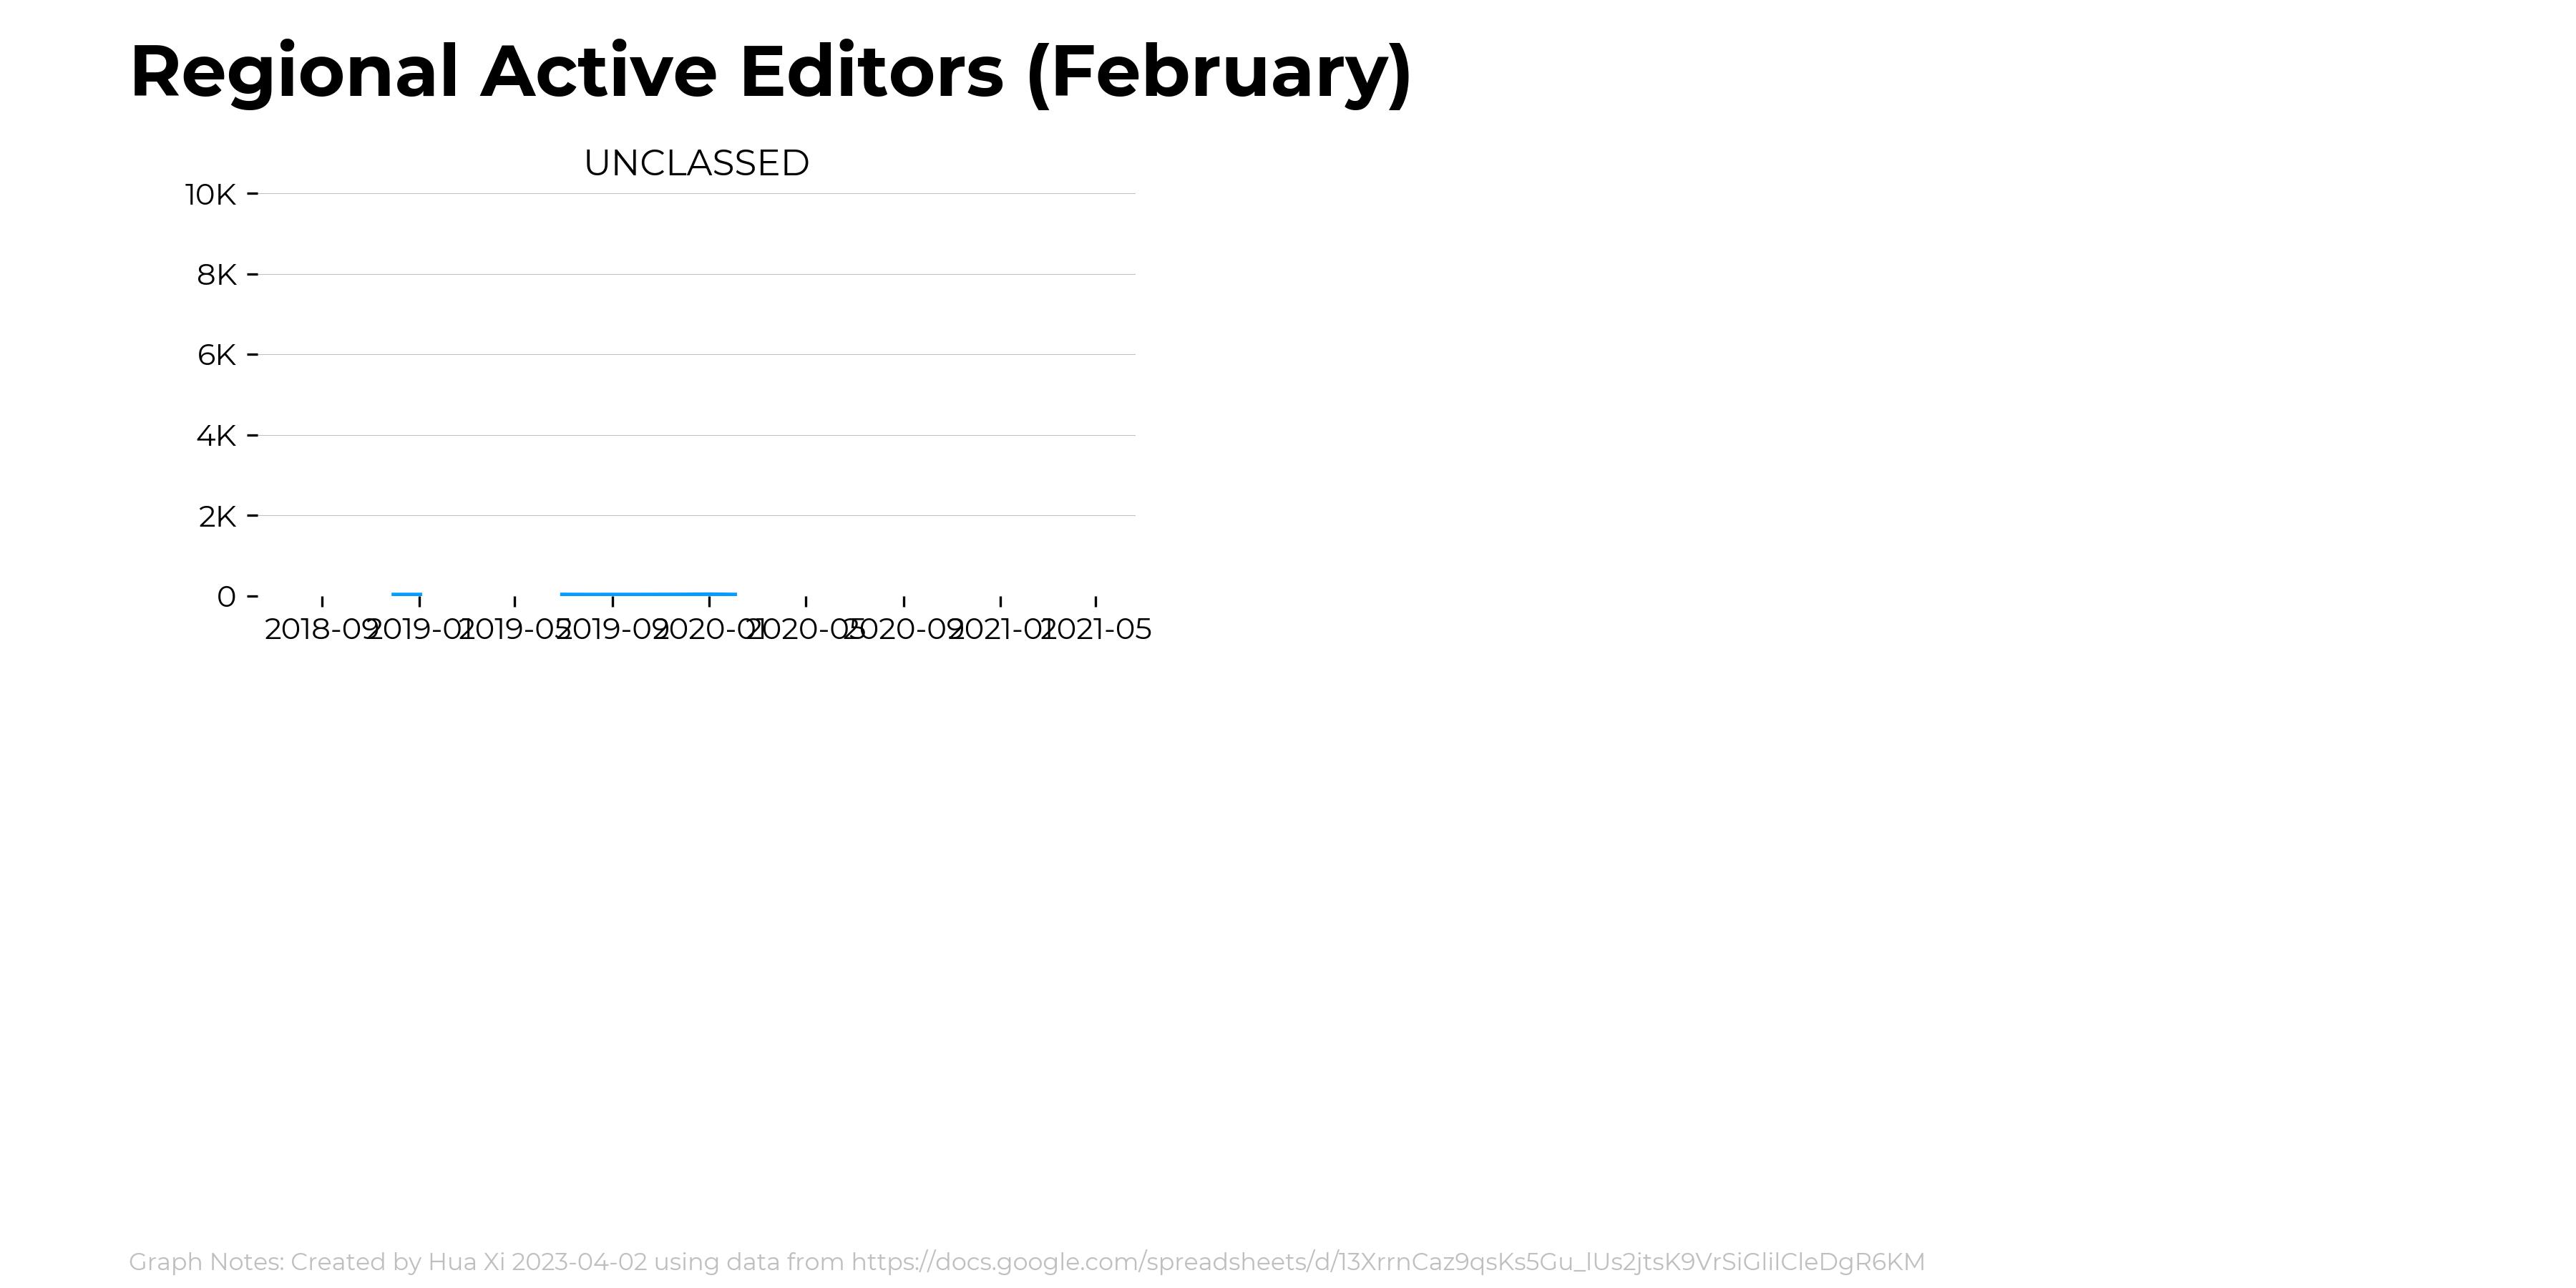 Regional Active Editors (February)
UNCLASSED
10K
8K
6K
4K
2K
0
2018-09 2019-01 2019-05 2019-09 2020-01 2020-05 2020-09 2021-01 2021-05
Graph Notes: Created by Hua Xi 2023-04-02 using data from https://docs.google.com/spreadsheets/d/13XrrnCaz9qsKs5Gu_lUs2jtsK9VrSiGlilCleDgR6KM